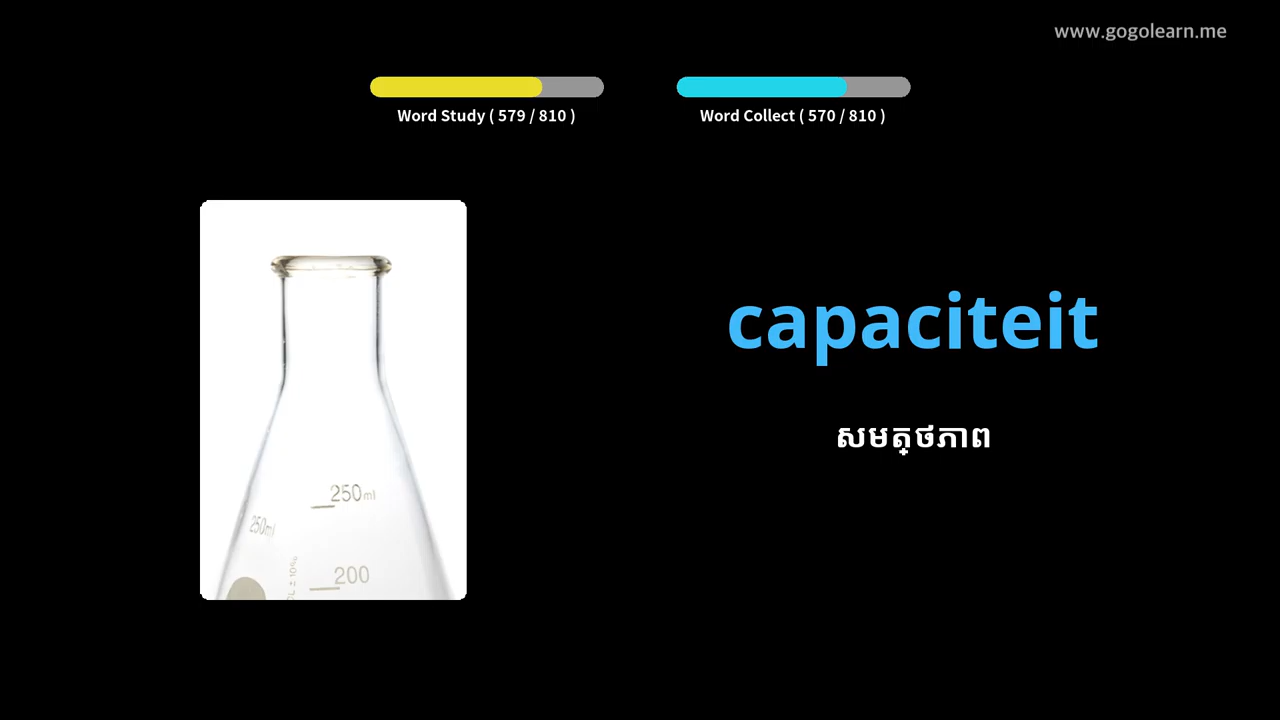 www.gogolearn.me
Word Study ( 579 / 810 )
Word Collect ( 570 / 810 )
capaciteit
សមត្ថភាព
250ml
250ml
200